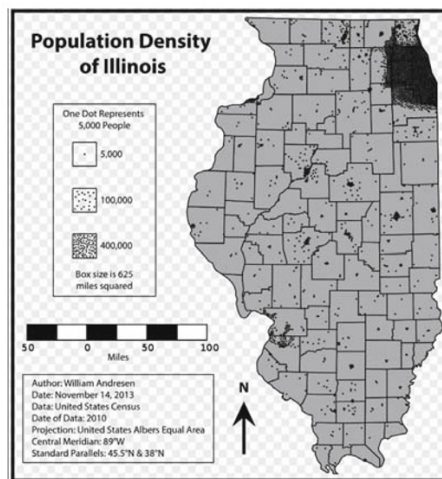 Population Density
of Illinois
One Dot Represents
5,000 People
5,000
100,000
400,000
Box size is 625
miles squared
50 0 50 100
Miles
Author: William Andresen
Date: November 14, 2013
Data: United States Census
Date of Data: 2010
Projection: United States Albers Equal Area
Central Meridian: 89°W
Standard Parallels: 45.5°N & 38°N
N